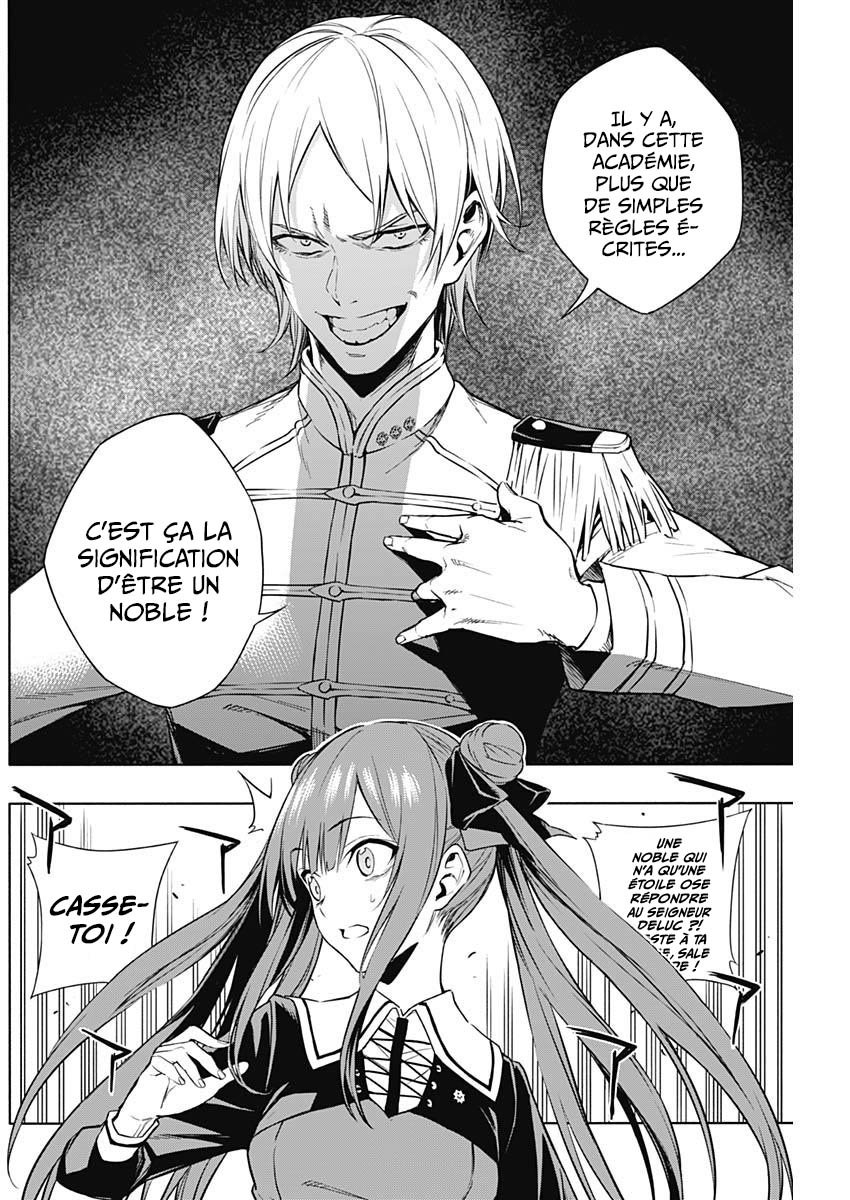 IL Y A,
DANS CETTE
ACADÉMIE,
PLUS QUE
DE SIMPLES
RÈGLES É-
CRITES...
C'EST ÇA LA
SIGNIFICATION
D'ÊTRE UN
NOBLE !
UNE
NOBLE QUI
N'A QU'UNE
ÉTOILE OSE
RÉPONDRE
AU SEIGNEUR
DELUC ?!
À TA
SALE
!
CASSE-
TOI !